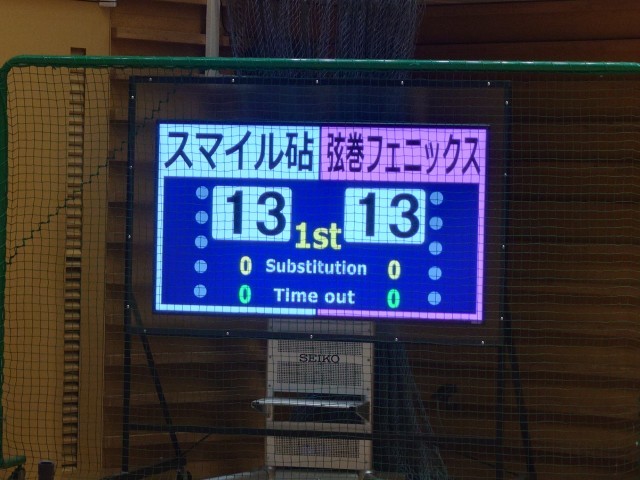 スマイル砧 弦巻フェニックス
13 13
1st
0 Substitution 0
0 Time out 0
SEIKO